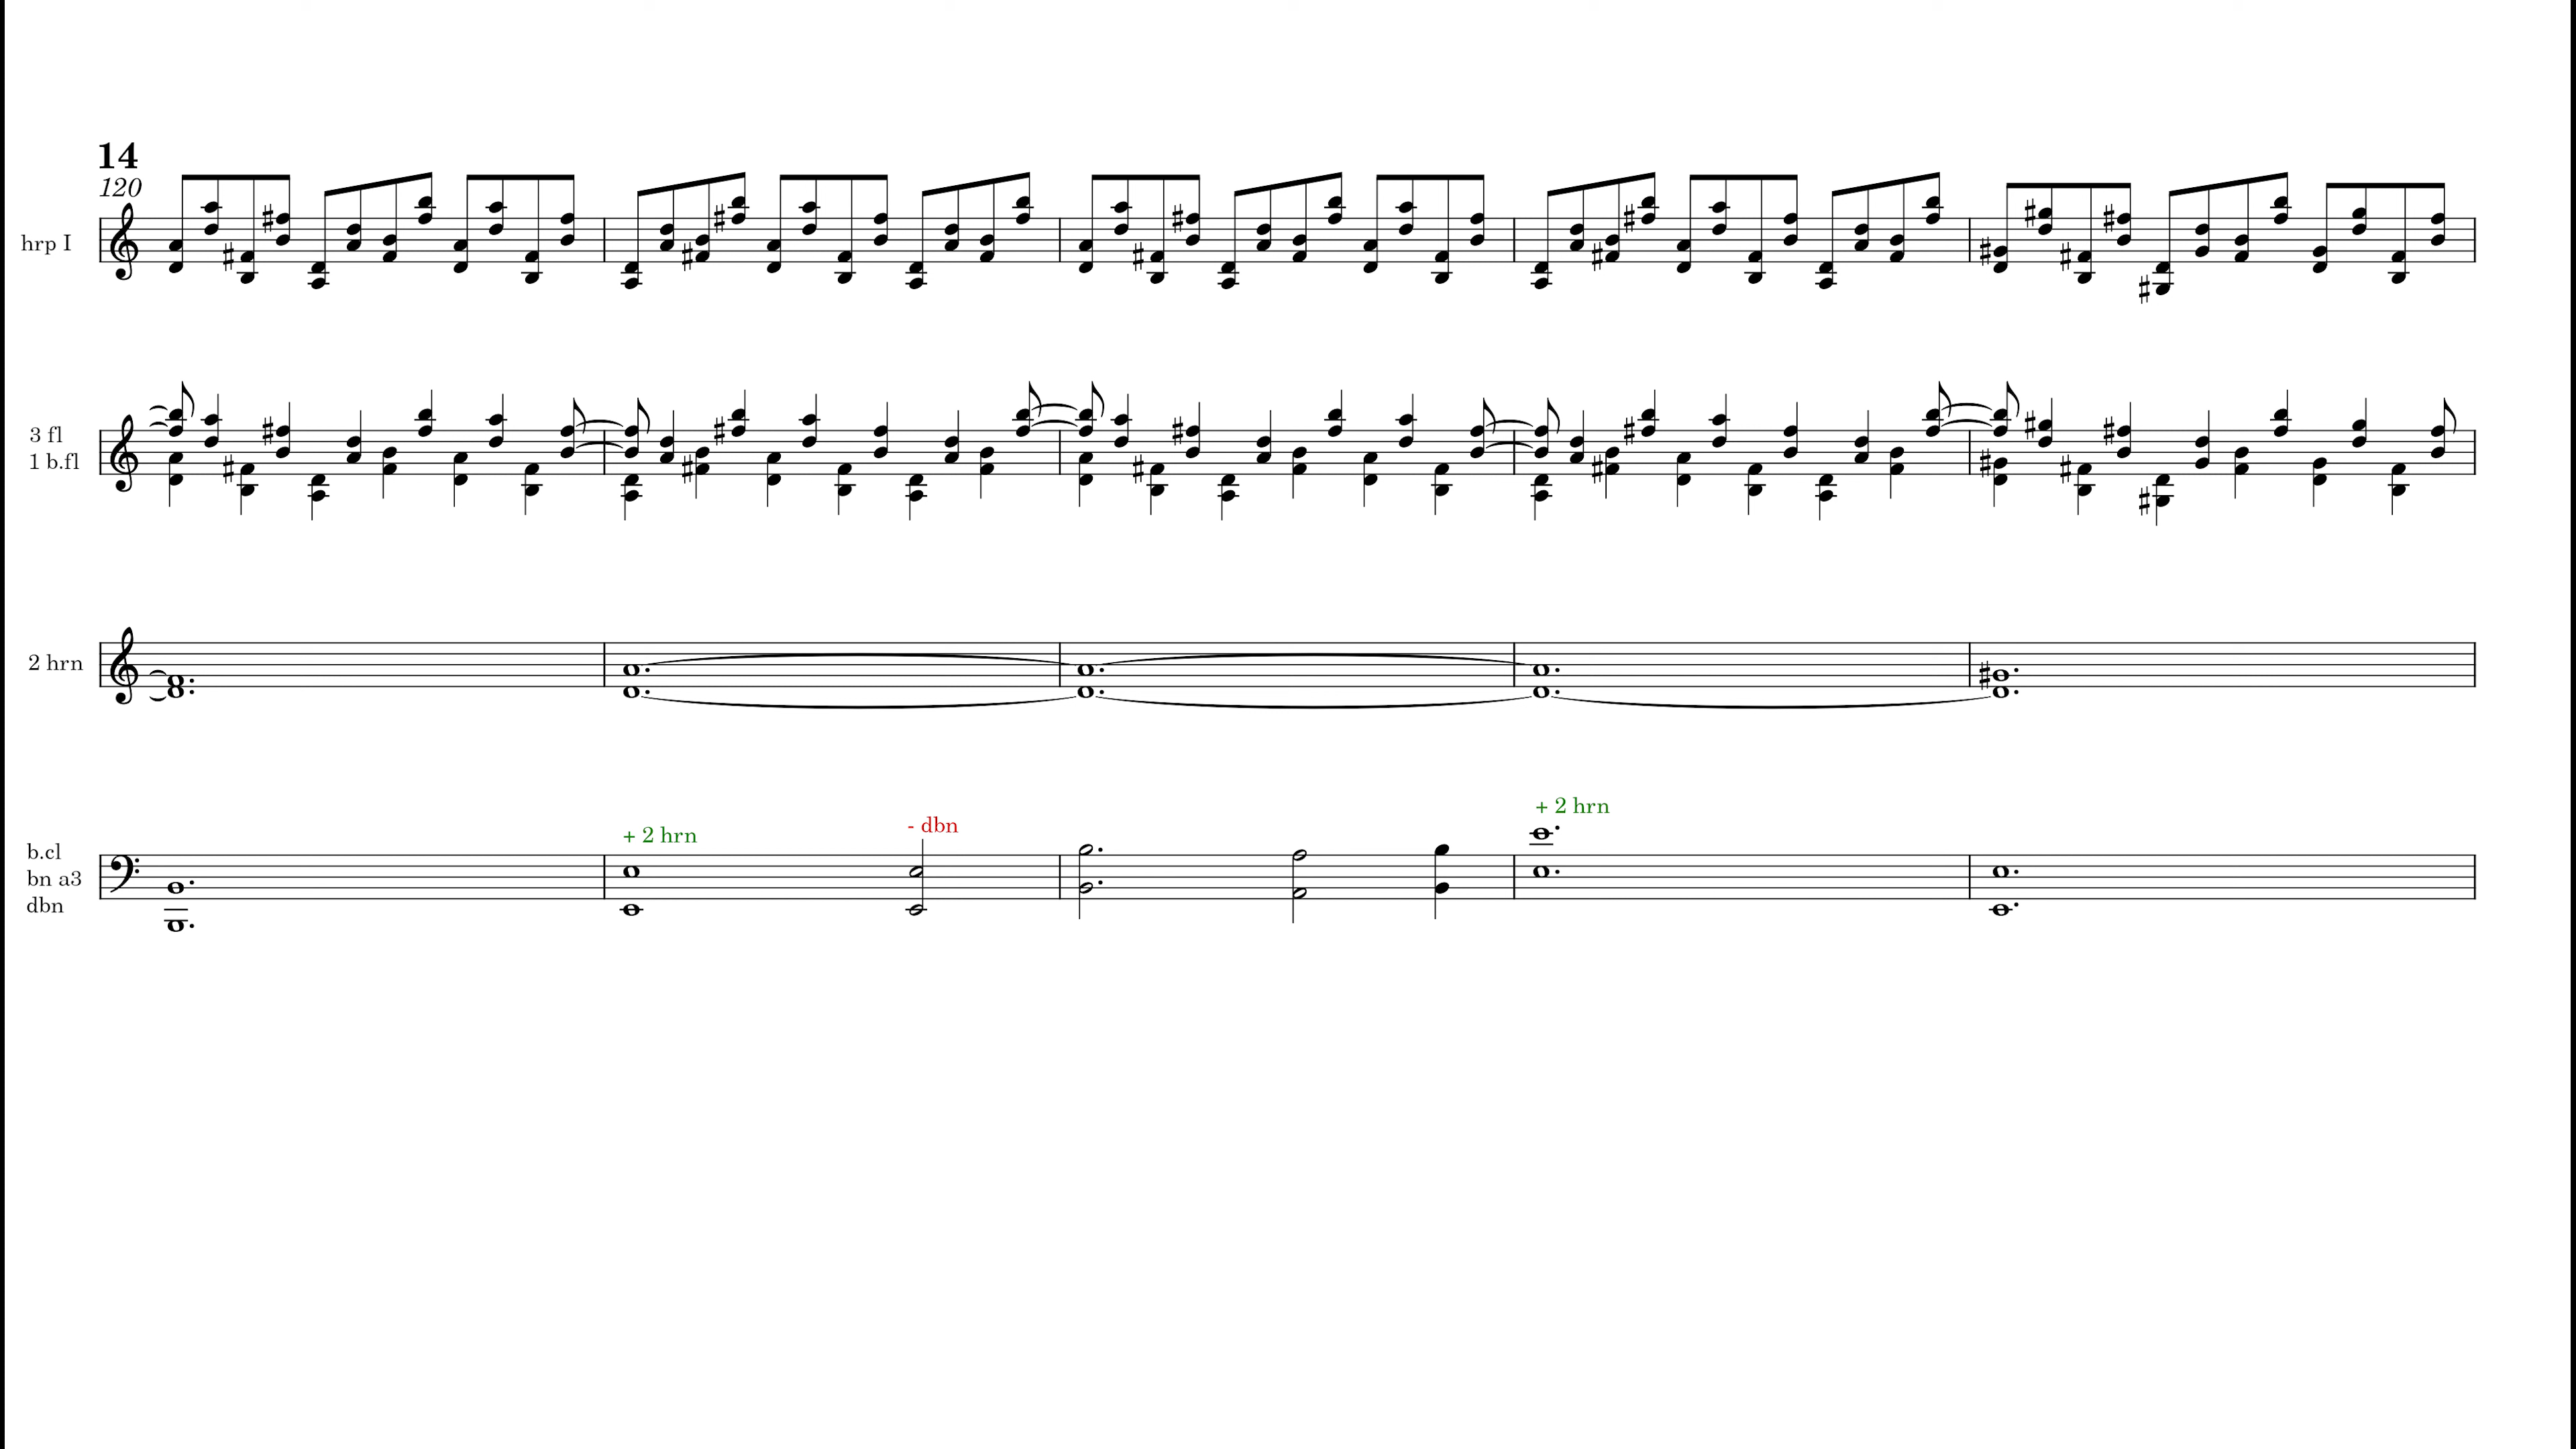 14
120
hrp I
3 fl
1 b.fl
2 hrn
+ 2 hrn
- dbn
+ 2 hrn
b.cl
bn a3
dbn